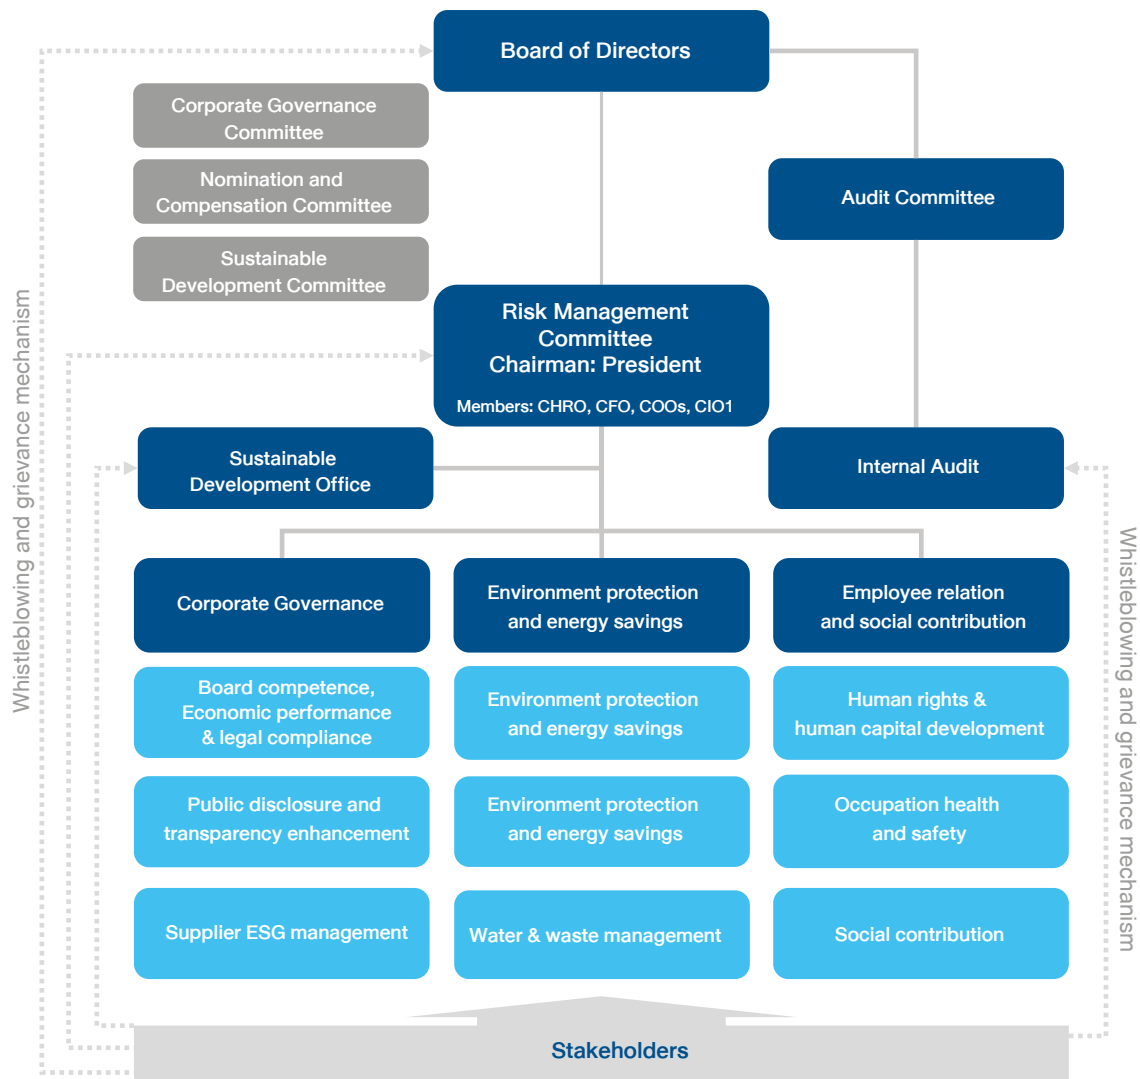 Board of Directors
Corporate Governance
Committee
Nomination and
Compensation Committee
Audit Committee
Sustainable
Development Committee
Risk Management
Committee
Chairman: President
Members: CHRO, CFO, COOs, CIO1
Sustainable
Development Office
Internal Audit
Whistleblowing and grievance mechanism
Whistleblowing and grievance mechanism
Corporate Governance
Environment protection
and energy savings
Employee relation
and social contribution
Board competence,
Economic performance
& legal compliance
Environment protection
and energy savings
Human rights &
human capital development
Public disclosure and
transparency enhancement
Environment protection
and energy savings
Occupation health
and safety
Supplier ESG management
Water & waste management
Social contribution
Stakeholders